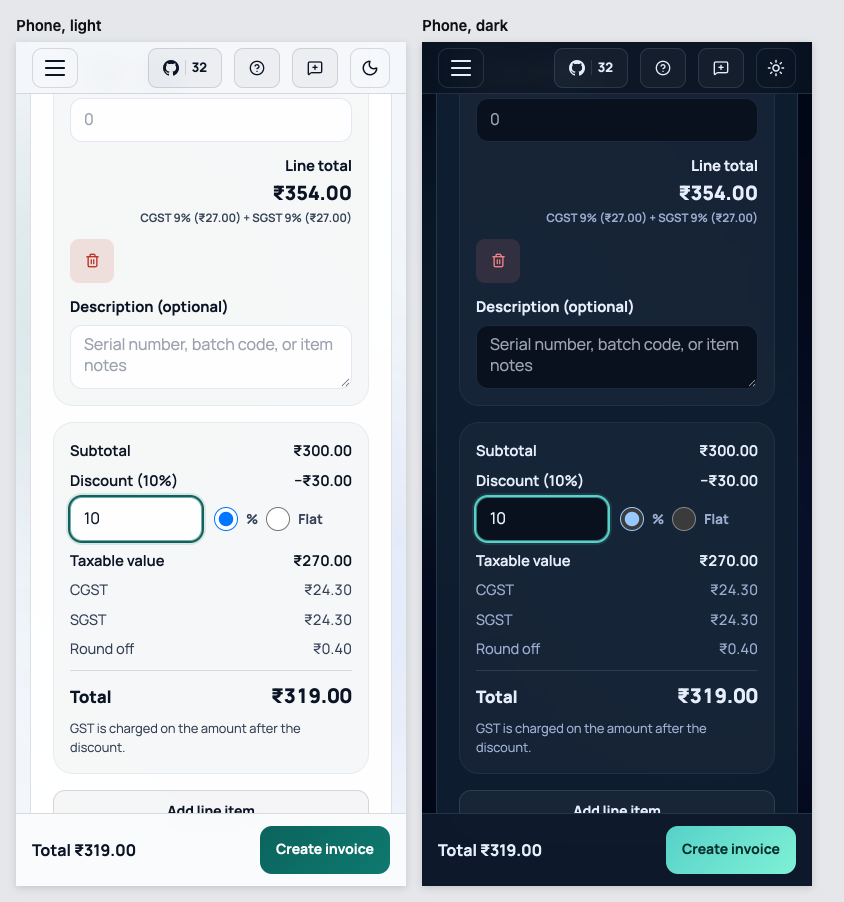 Phone, light
32
0
Line total
₹354.00
CGST 9% (₹27.00) + SGST 9% (₹27.00)
Description (optional)
Serial number, batch code, or item
notes
Subtotal ₹300.00
Discount (10%) −₹30.00
10 % Flat
Taxable value ₹270.00
CGST ₹24.30
SGST ₹24.30
Round off ₹0.40
Total ₹319.00
GST is charged on the amount after the
discount.
Add line item
Total ₹319.00 Create invoice
Phone, dark
32
0
Line total
₹354.00
CGST 9% (₹27.00) + SGST 9% (₹27.00)
Description (optional)
Serial number, batch code, or item
notes
Subtotal ₹300.00
Discount (10%) −₹30.00
10 % Flat
Taxable value ₹270.00
CGST ₹24.30
SGST ₹24.30
Round off ₹0.40
Total ₹319.00
GST is charged on the amount after the
discount.
Add line item
Total ₹319.00 Create invoice